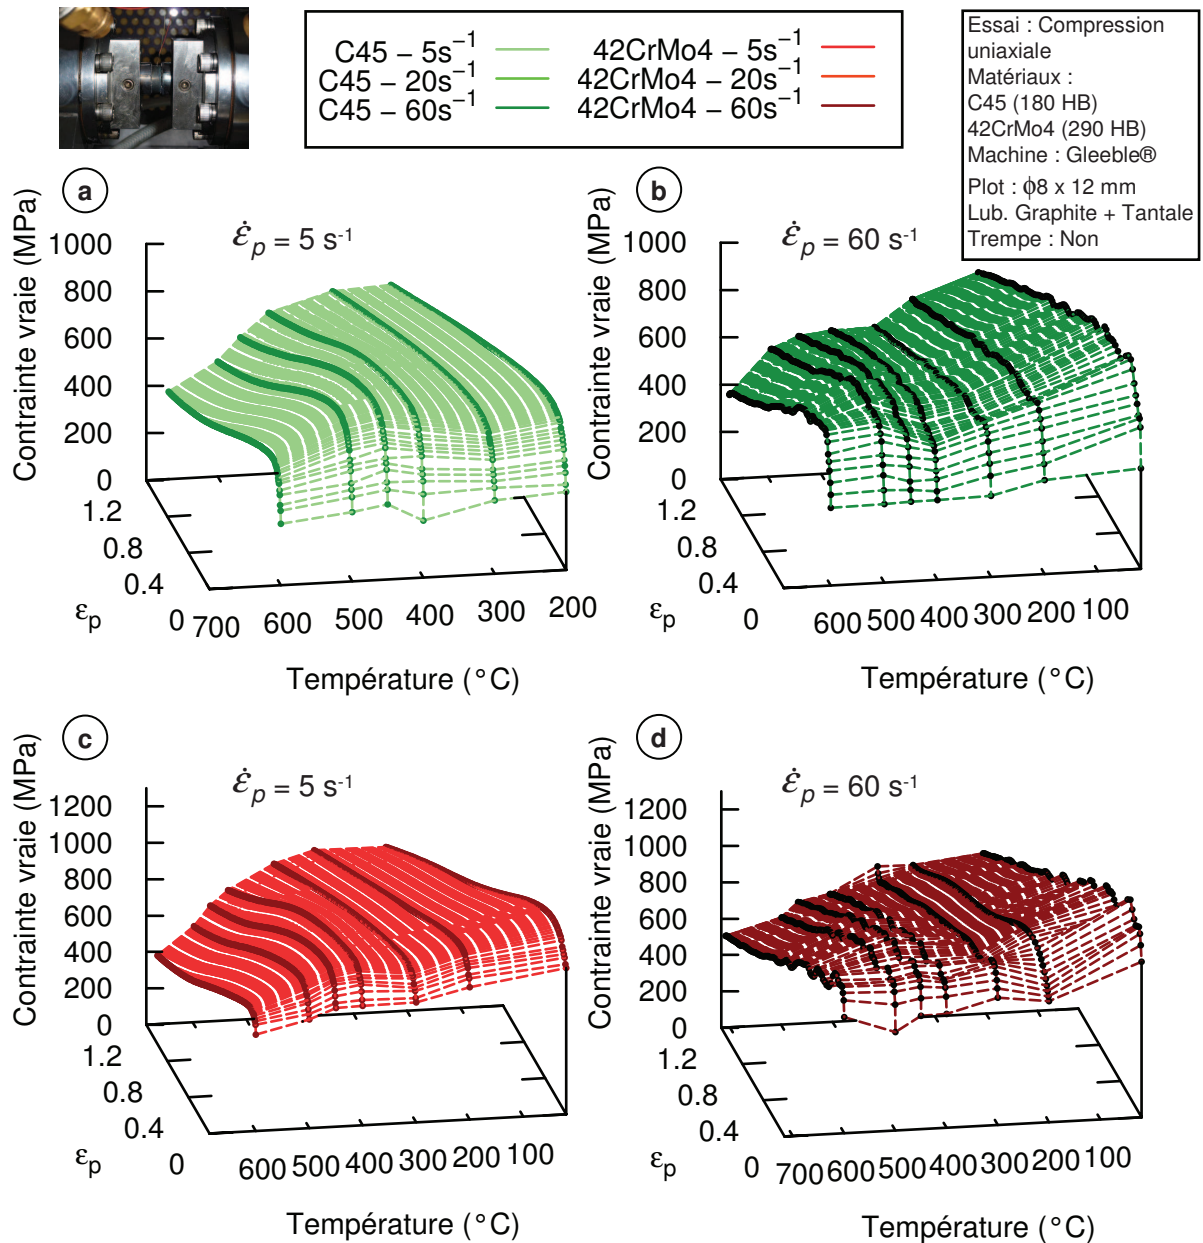 C45 – 5s⁻¹
C45 – 20s⁻¹
C45 – 60s⁻¹
42CrMo4 – 5s⁻¹
42CrMo4 – 20s⁻¹
42CrMo4 – 60s⁻¹
Essai : Compression
uniaxiale
Matériaux :
C45 (180 HB)
42CrMo4 (290 HB)
Machine : Gleeble®
Plot : ϕ8 x 12 mm
Lub. Graphite + Tantale
Trempe : Non
a
ε̇p = 5 s⁻¹
Contrainte vraie (MPa)
1000
800
600
400
200
0
1.2
0.8
0.4
0
εp
700
600
500
400
300
200
Température (°C)
b
ε̇p = 60 s⁻¹
Contrainte vraie (MPa)
1000
800
600
400
200
0
1.2
0.8
0.4
0
εp
600
500
400
300
200
100
Température (°C)
c
ε̇p = 5 s⁻¹
Contrainte vraie (MPa)
1200
1000
800
600
400
200
0
1.2
0.8
0.4
0
εp
600
500
400
300
200
100
Température (°C)
d
ε̇p = 60 s⁻¹
Contrainte vraie (MPa)
1200
1000
800
600
400
200
0
1.2
0.8
0.4
0
εp
700
600
500
400
300
200
100
Température (°C)